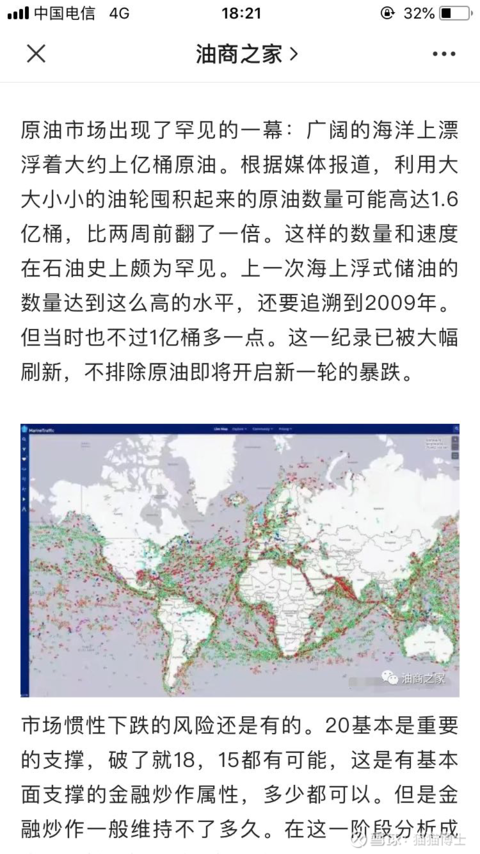 中国电信 4G 18:21 32%
油商之家
原油市场出现了罕见的一幕：广阔的海洋上漂
浮着大约上亿桶原油。根据媒体报道，利用大
大小小的油轮囤积起来的原油数量可能高达1.6
亿桶，比两周前翻了一倍。这样的数量和速度
在石油史上颇为罕见。上一次海上浮式储油的
数量达到这么高的水平，还要追溯到2009年。
但当时也不过1亿桶多一点。这一纪录已被大幅
刷新，不排除原油即将开启新一轮的暴跌。
MarineTraffic
油商之家
市场惯性下跌的风险还是有的。20基本是重要
的支撑，破了就18，15都有可能，这是有基本
面支撑的金融炒作属性，多少都可以。但是金
融炒作一般维持不了多久。在这一阶段分析成
雪球：猫猫博士